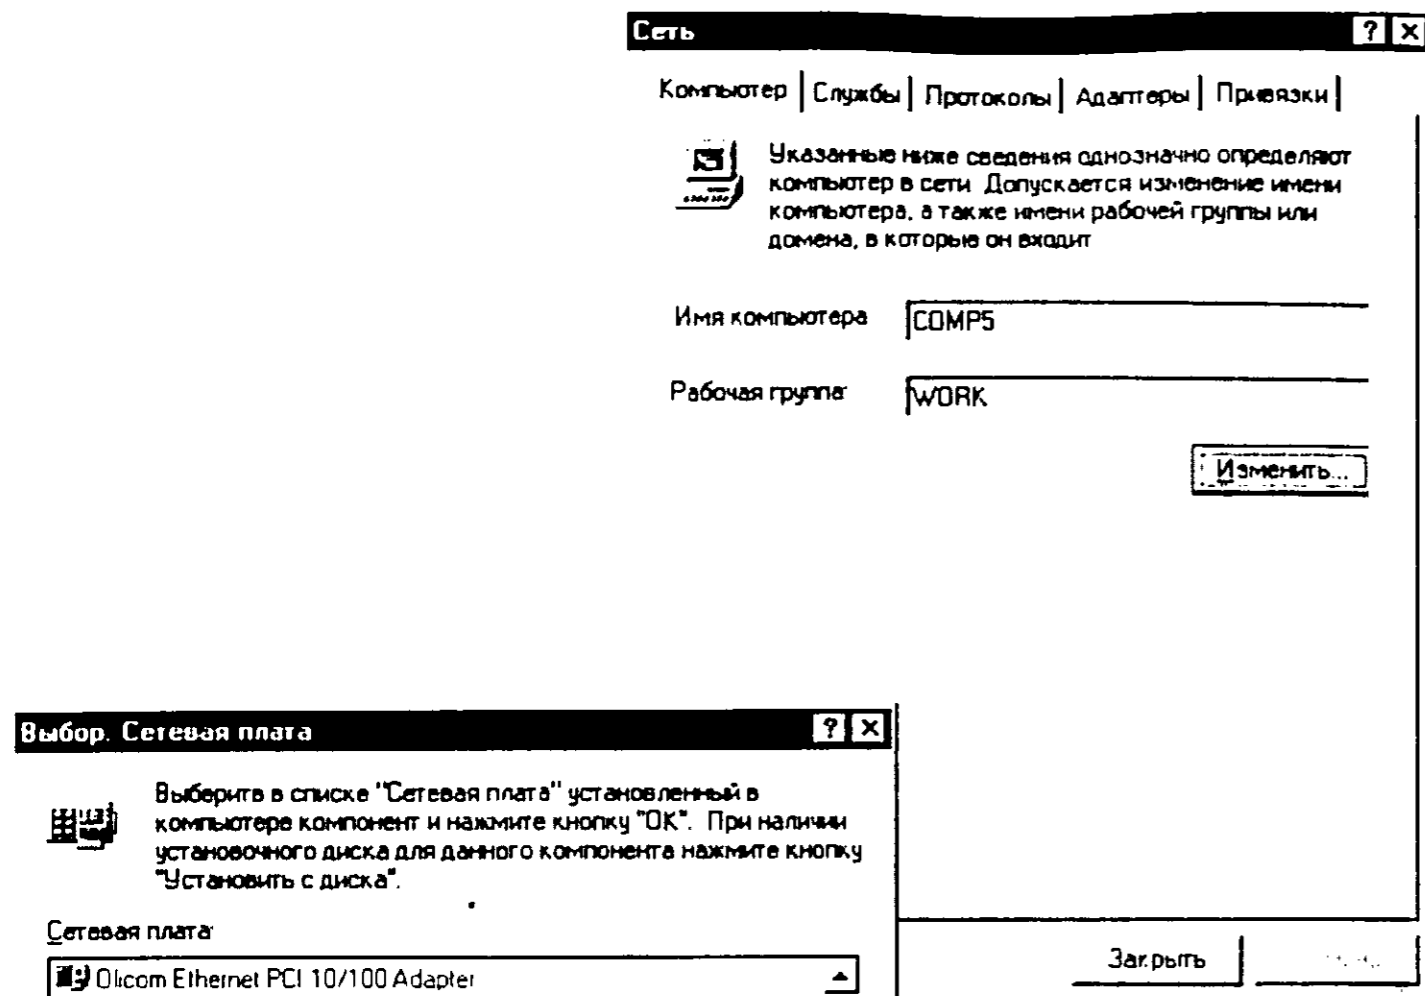 Сеть
Компьютер Службы Протоколы Адаптеры Привязки
Указанные ниже сведения однозначно определяют
компьютер в сети Допускается изменение имени
компьютера, а также имени рабочей группы или
домена, в которые он входит
Имя компьютера COMP5
Рабочая группа: WORK
Изменить...
Выбор. Сетевая плата
Выберите в списке "Сетевая плата" установленный в
компьютере компонент и нажмите кнопку "OK". При наличии
установочного диска для данного компонента нажмите кнопку
"Установить с диска".
Сетевая плата:
Olicom Ethernet PCI 10/100 Adapter
Закрыть